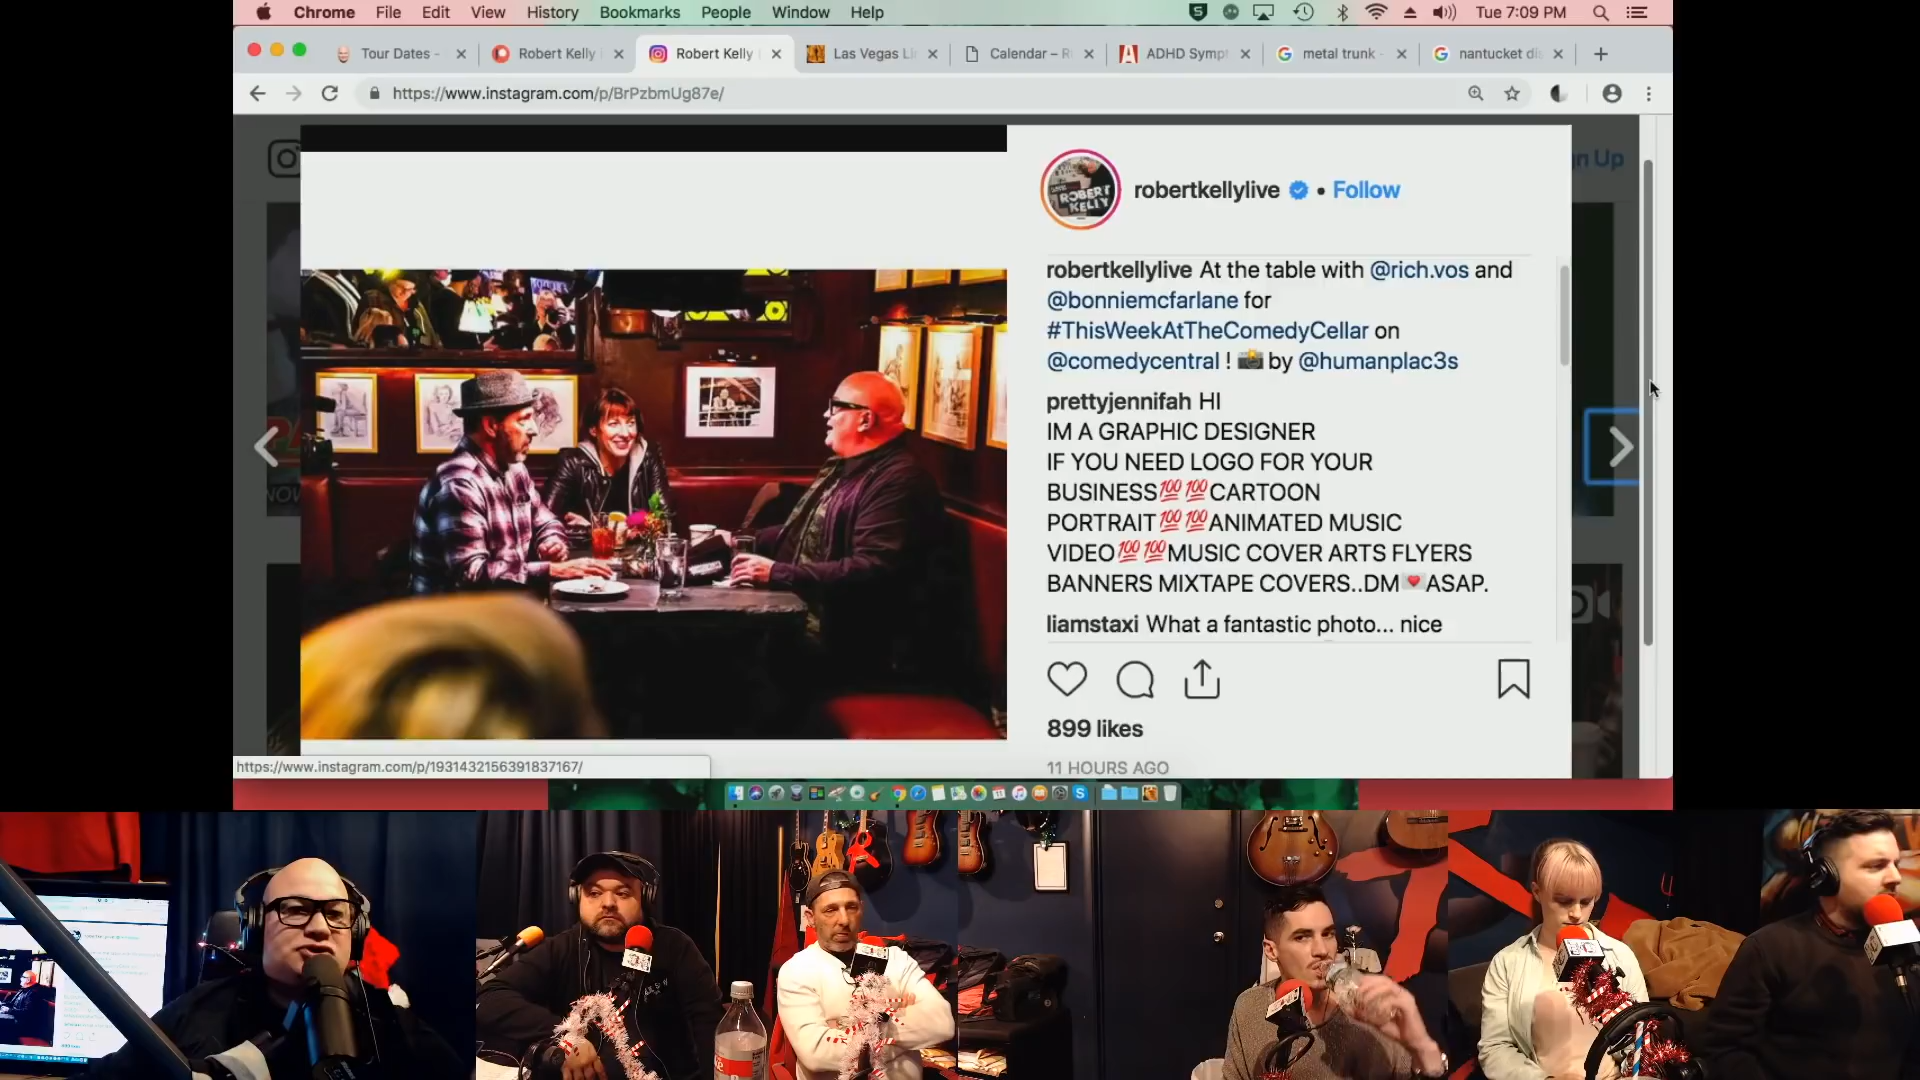 Chrome File Edit View History Bookmarks People Window Help Tue 7:09 PM
Tour Dates - Robert Kelly Robert Kelly Las Vegas Calendar – ADHD Sympt metal trunk - nantucket
https://www.instagram.com/p/BrPzbmUg87e/
Up
robertkellylive • Follow
ROBERT
KELLY
robertkellylive At the table with @rich.vos and
@bonniemcfarlane for
#ThisWeekAtTheComedyCellar on
@comedycentral ! 📸 by @humanplac3s
prettyjennifah HI
IM A GRAPHIC DESIGNER
IF YOU NEED LOGO FOR YOUR
BUSINESS💯💯CARTOON
PORTRAIT💯💯ANIMATED MUSIC
VIDEO💯💯MUSIC COVER ARTS FLYERS
BANNERS MIXTAPE COVERS..DM💌ASAP.
liamstaxi What a fantastic photo... nice
899 likes
11 HOURS AGO
https://www.instagram.com/p/1931432156391837167/